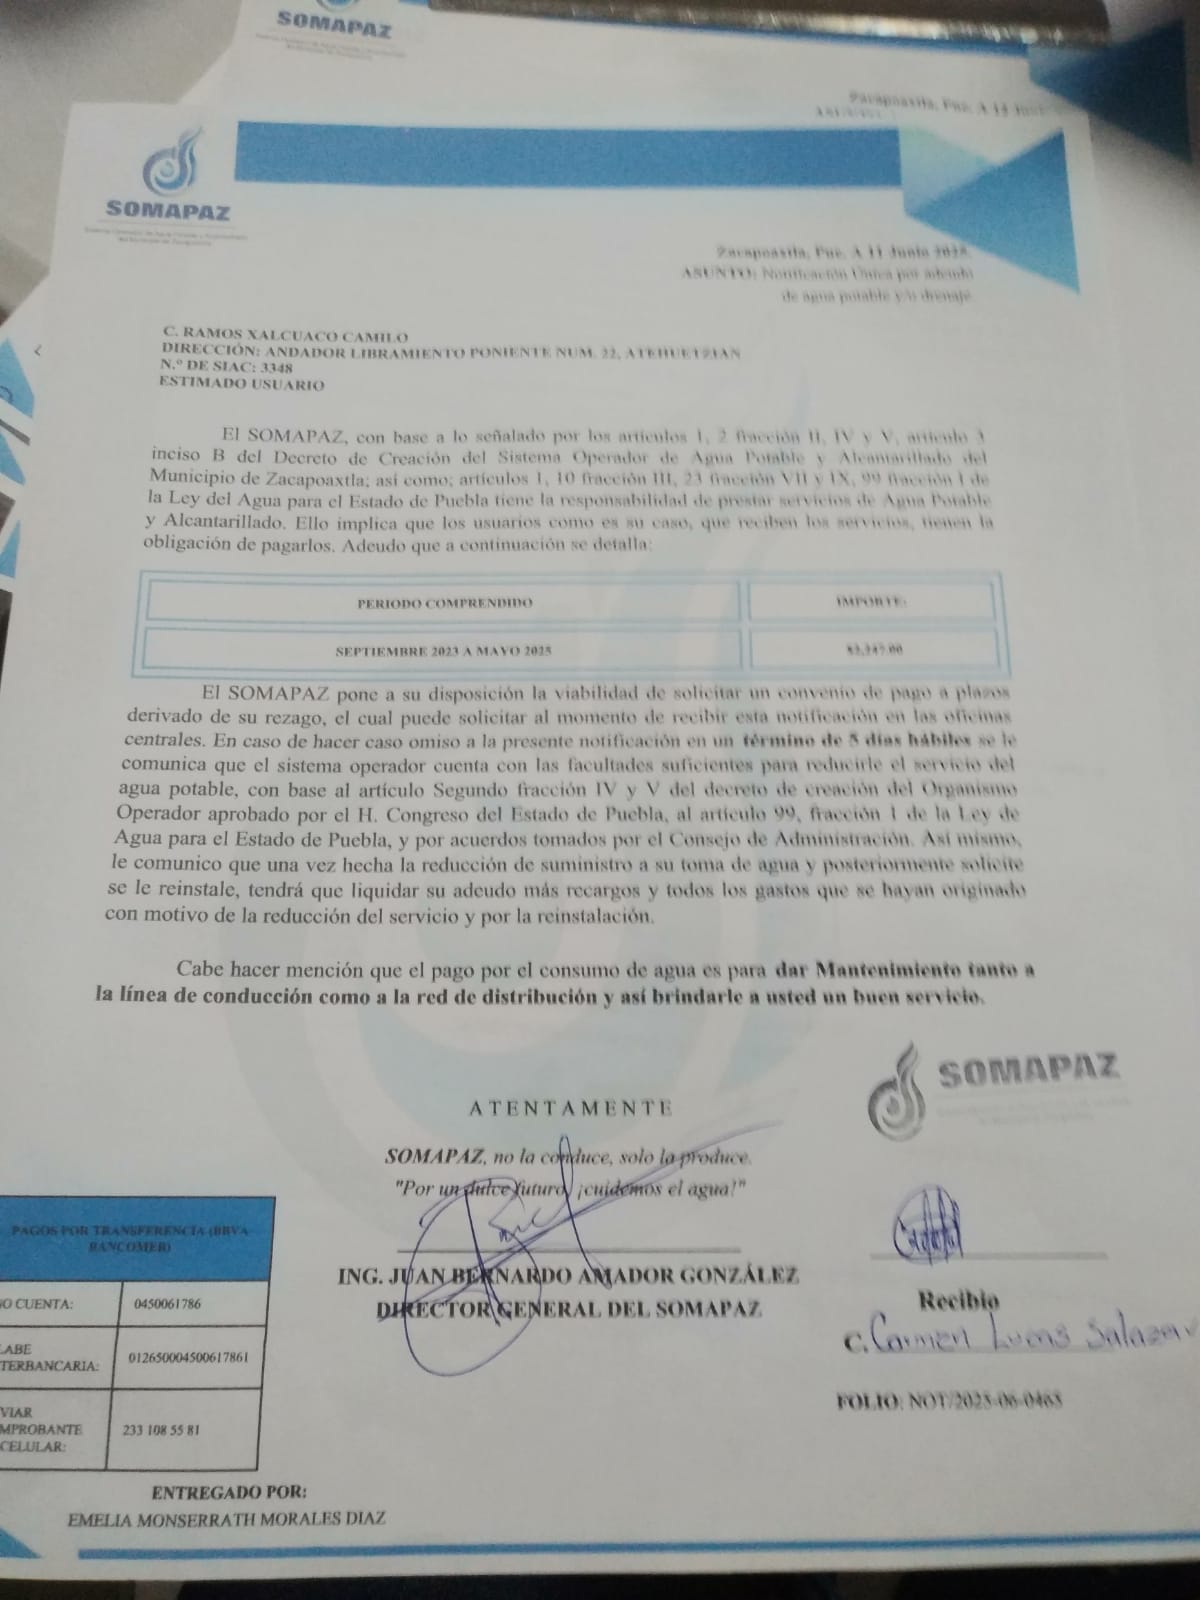 SOMAPAZ
Zacapoaxtla, Pue. A 13 Junio
SOMAPAZ
Zacapoaxtla, Pue. A 11 Junio 2025.
ASUNTO: Notificación Única por adeudo
de agua potable y/o drenaje.
C. RAMOS XALCUACO CAMILO
DIRECCIÓN: ANDADOR LIBRAMIENTO PONIENTE NUM. 22, ATEHUETZIAN
N.º DE SIAC: 3348
ESTIMADO USUARIO
El SOMAPAZ, con base a lo señalado por los artículos 1, 2 fracción II, IV y V, artículo 3
inciso B del Decreto de Creación del Sistema Operador de Agua Potable y Alcantarillado del
Municipio de Zacapoaxtla; así como; artículos 1, 10 fracción III, 23 fracción VII y IX, 99 fracción I de
la Ley del Agua para el Estado de Puebla tiene la responsabilidad de prestar servicios de Agua Potable
y Alcantarillado. Ello implica que los usuarios como es su caso, que reciben los servicios, tienen la
obligación de pagarlos. Adeudo que a continuación se detalla:
PERIODO COMPRENDIDO IMPORTE:
SEPTIEMBRE 2023 A MAYO 2025
El SOMAPAZ pone a su disposición la viabilidad de solicitar un convenio de pago a plazos
derivado de su rezago, el cual puede solicitar al momento de recibir esta notificación en las oficinas
centrales. En caso de hacer caso omiso a la presente notificación en un término de 5 días hábiles se le
comunica que el sistema operador cuenta con las facultades suficientes para reducirle el servicio del
agua potable, con base al artículo Segundo fracción IV y V del decreto de creación del Organismo
Operador aprobado por el H. Congreso del Estado de Puebla, al artículo 99, fracción 1 de la Ley de
Agua para el Estado de Puebla, y por acuerdos tomados por el Consejo de Administración. Así mismo,
le comunico que una vez hecha la reducción de suministro a su toma de agua y posteriormente solicite
se le reinstale, tendrá que liquidar su adeudo más recargos y todos los gastos que se hayan originado
con motivo de la reducción del servicio y por la reinstalación.
Cabe hacer mención que el pago por el consumo de agua es para dar Mantenimiento tanto a
la línea de conducción como a la red de distribución y así brindarle a usted un buen servicio.
SOMAPAZ
ATENTAMENTE
SOMAPAZ, no la conduce, solo la produce.
"Por un dulce futuro, ¡cuidemos el agua!"
ING. JUAN BERNARDO AMADOR GONZÁLEZ
DIRECTOR GENERAL DEL SOMAPAZ
Recibio
C. Carmen Lucas Salazar
FOLIO: NOT/2025-06-0465
PAGOS POR TRANSFERENCIA (BBVA
BANCOMER)
NO CUENTA: 0450061786
LABE
TERBANCARIA: 012650004500617861
VIAR
MPROBANTE
CELULAR: 233 108 55 81
ENTREGADO POR:
EMELIA MONSERRATH MORALES DIAZ